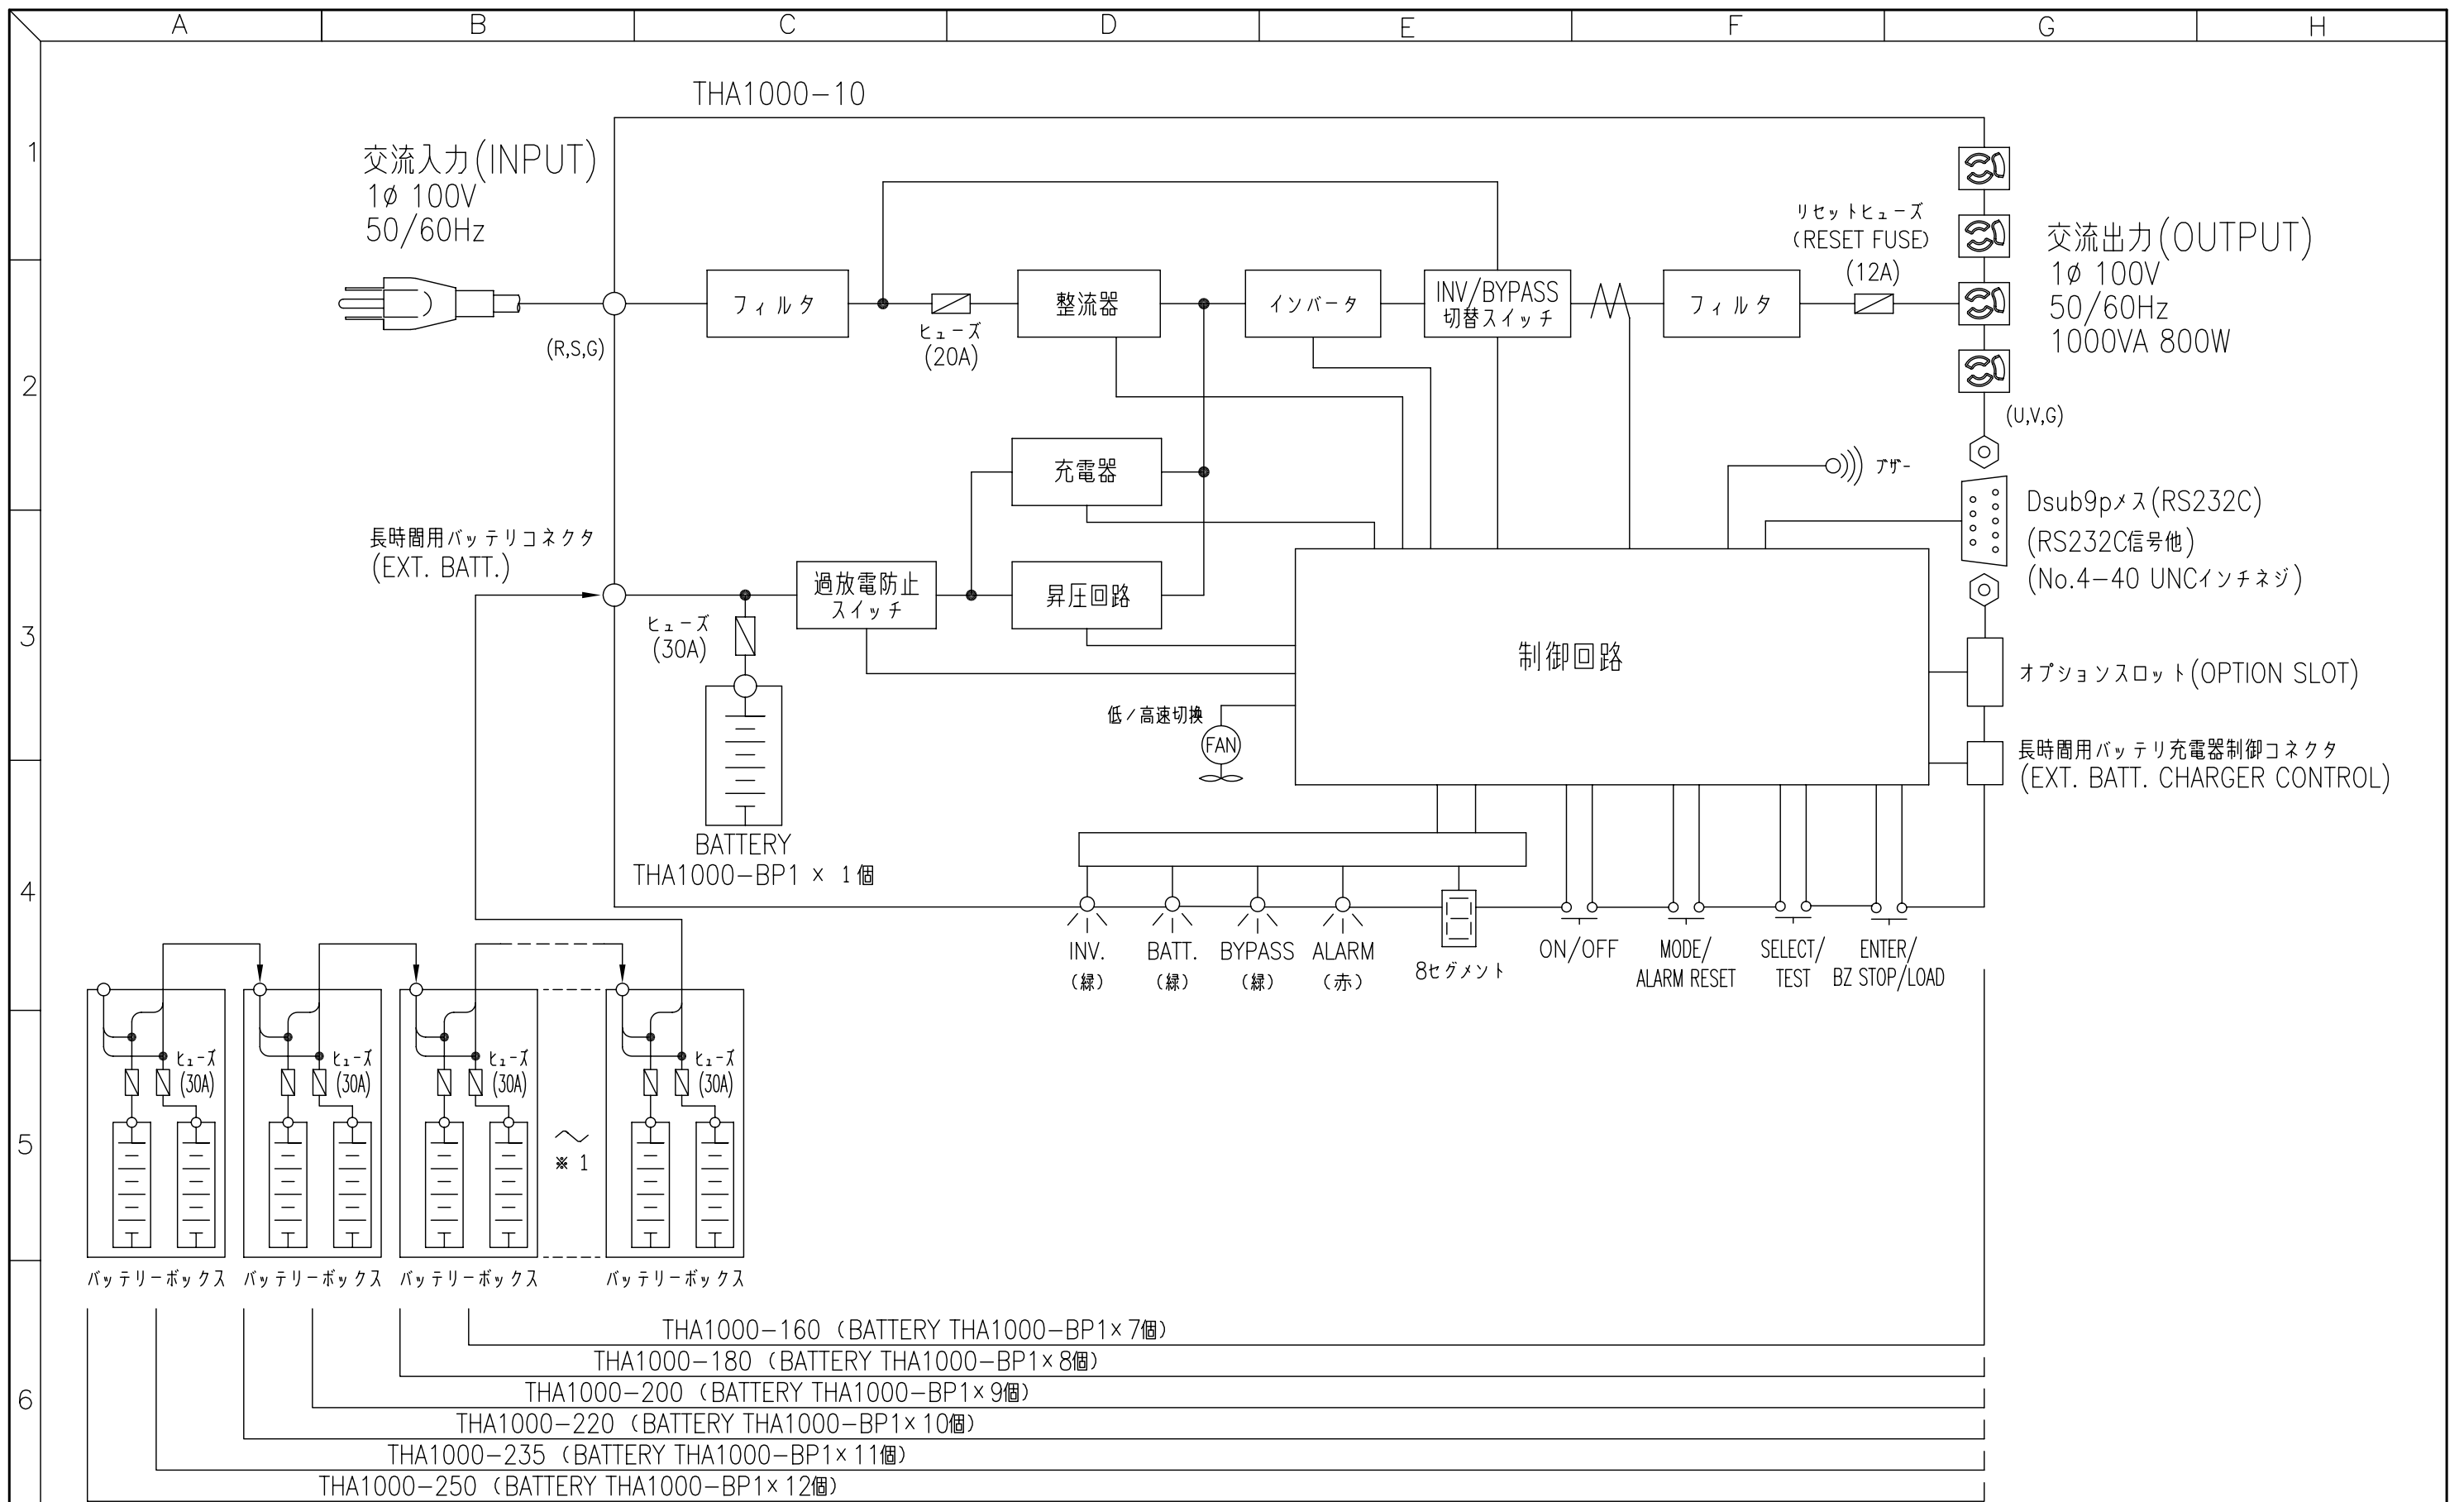 A B C D E F G H
1
2
3
4
5
6
THA1000-10
交流入力(INPUT)
1φ 100V
50/60Hz
(R,S,G)
フィルタ
ヒューズ
(20A)
整流器
インバータ
INV/BYPASS
切替スイッチ
フィルタ
リセットヒューズ
(RESET FUSE)
(12A)
交流出力(OUTPUT)
1φ 100V
50/60Hz
1000VA 800W
(U,V,G)
充電器
ブザー
Dsub9pメス(RS232C)
(RS232C信号他)
(No.4-40 UNCインチネジ)
長時間用バッテリコネクタ
(EXT. BATT.)
過放電防止
スイッチ
昇圧回路
ヒューズ
(30A)
制御回路
オプションスロット(OPTION SLOT)
低/高速切換
FAN
長時間用バッテリ充電器制御コネクタ
(EXT. BATT. CHARGER CONTROL)
BATTERY
THA1000-BP1 × 1個
INV.
(緑)
BATT.
(緑)
BYPASS
(緑)
ALARM
(赤)
8セグメント
ON/OFF
MODE/
ALARM RESET
SELECT/
TEST
ENTER/
BZ STOP/LOAD
ヒューズ
(30A)
ヒューズ
(30A)
ヒューズ
(30A)
ヒューズ
(30A)
〜
※1
バッテリーボックス
バッテリーボックス
バッテリーボックス
バッテリーボックス
THA1000-160 (BATTERY THA1000-BP1×7個)
THA1000-180 (BATTERY THA1000-BP1×8個)
THA1000-200 (BATTERY THA1000-BP1×9個)
THA1000-220 (BATTERY THA1000-BP1×10個)
THA1000-235 (BATTERY THA1000-BP1×11個)
THA1000-250 (BATTERY THA1000-BP1×12個)